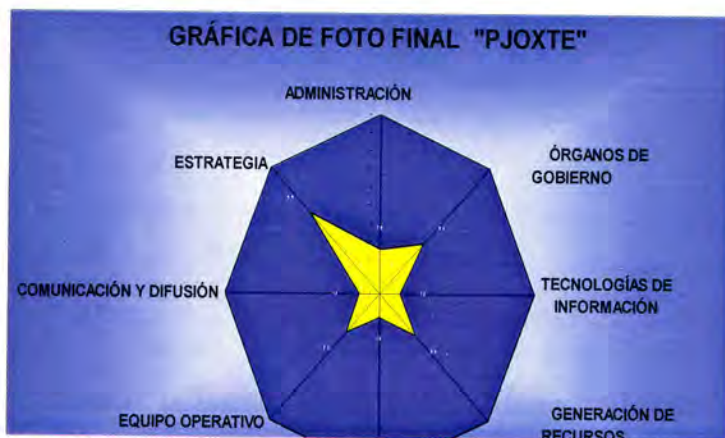 GRÁFICA DE FOTO FINAL "PJOXTE"
ADMINISTRACIÓN
ESTRATEGIA
ÓRGANOS DE
GOBIERNO
COMUNICACIÓN Y DIFUSIÓN
TECNOLOGÍAS DE
INFORMACIÓN
EQUIPO OPERATIVO
GENERACIÓN DE
RECURSOS